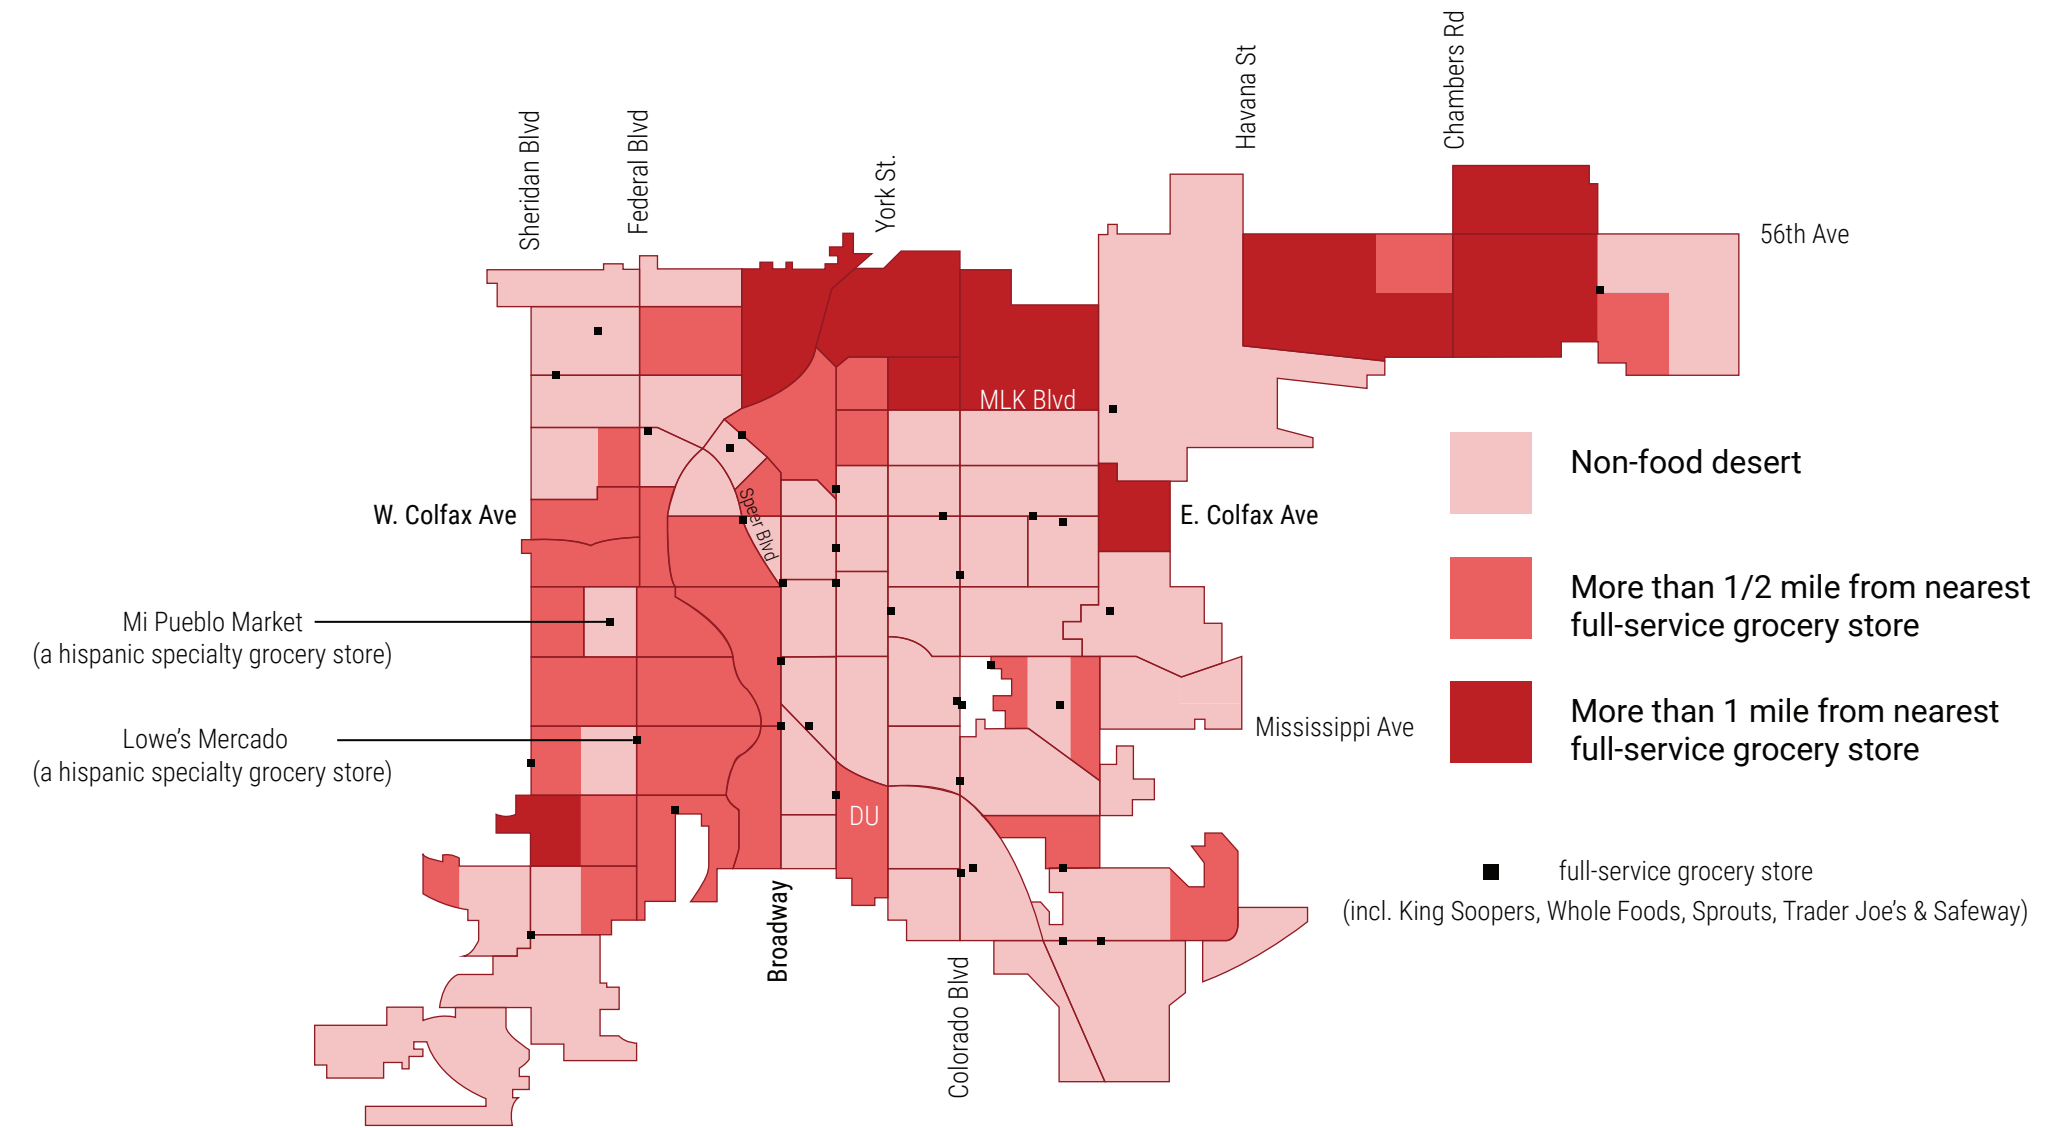 Chambers Rd
Havana St
Sheridan Blvd
Federal Blvd
York St.
56th Ave
MLK Blvd
Non-food desert
Speer Blvd
W. Colfax Ave
E. Colfax Ave
More than 1/2 mile from nearest
full-service grocery store
Mi Pueblo Market
(a hispanic specialty grocery store)
More than 1 mile from nearest
full-service grocery store
Mississippi Ave
Lowe's Mercado
(a hispanic specialty grocery store)
DU
full-service grocery store
(incl. King Soopers, Whole Foods, Sprouts, Trader Joe's & Safeway)
Broadway
Colorado Blvd